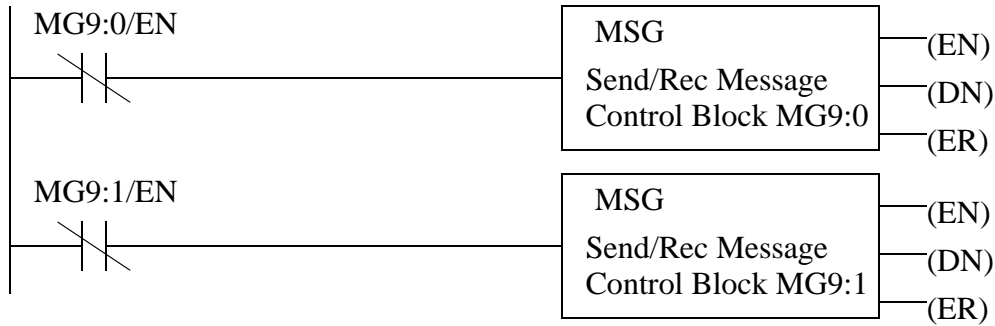 MG9:0/EN
MSG
(EN)
Send/Rec Message
(DN)
Control Block MG9:0
(ER)
MG9:1/EN
MSG
(EN)
Send/Rec Message
(DN)
Control Block MG9:1
(ER)